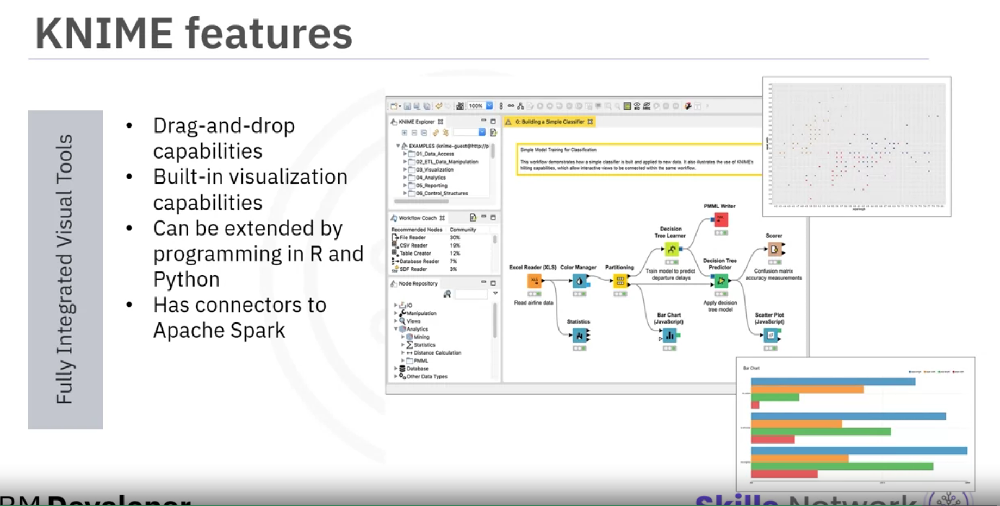 KNIME features
Fully Integrated Visual Tools
• Drag-and-drop
capabilities
• Built-in visualization
capabilities
• Can be extended by
programming in R and
Python
• Has connectors to
Apache Spark
100%
KNIME Explorer
EXAMPLES (knime-guest@http://p
01_Data_Access
02_ETL_Data_Manipulation
03_Visualization
04_Analytics
05_Reporting
06_Control_Structures
Workflow Coach
Recommended Nodes Community
File Reader 30%
CSV Reader 19%
Table Creator 12%
Database Reader 7%
SDF Reader 3%
Node Repository
IO
Manipulation
Views
Analytics
Mining
Statistics
Distance Calculation
PMML
Database
Other Data Types
0: Building a Simple Classifier
Simple Model Training for Classification
This workflow demonstrates how a simple classifier is built and applied to new data. It also illustrates the use of KNIME's
hiliting capabilities, which allow interactive views to be connected within the same workflow.
PMML Writer
Decision
Tree Learner
Train model to predict
departure delays
Scorer
Confusion matrix
accuracy measurements
Excel Reader (XLS)
XLS
Read airline data
Color Manager
Partitioning
Decision Tree
Predictor
Apply decision
tree model
Statistics
Bar Chart
(JavaScript)
Scatter Plot
(JavaScript)
sepal length
Bar Chart
BM Developer
Skills Network